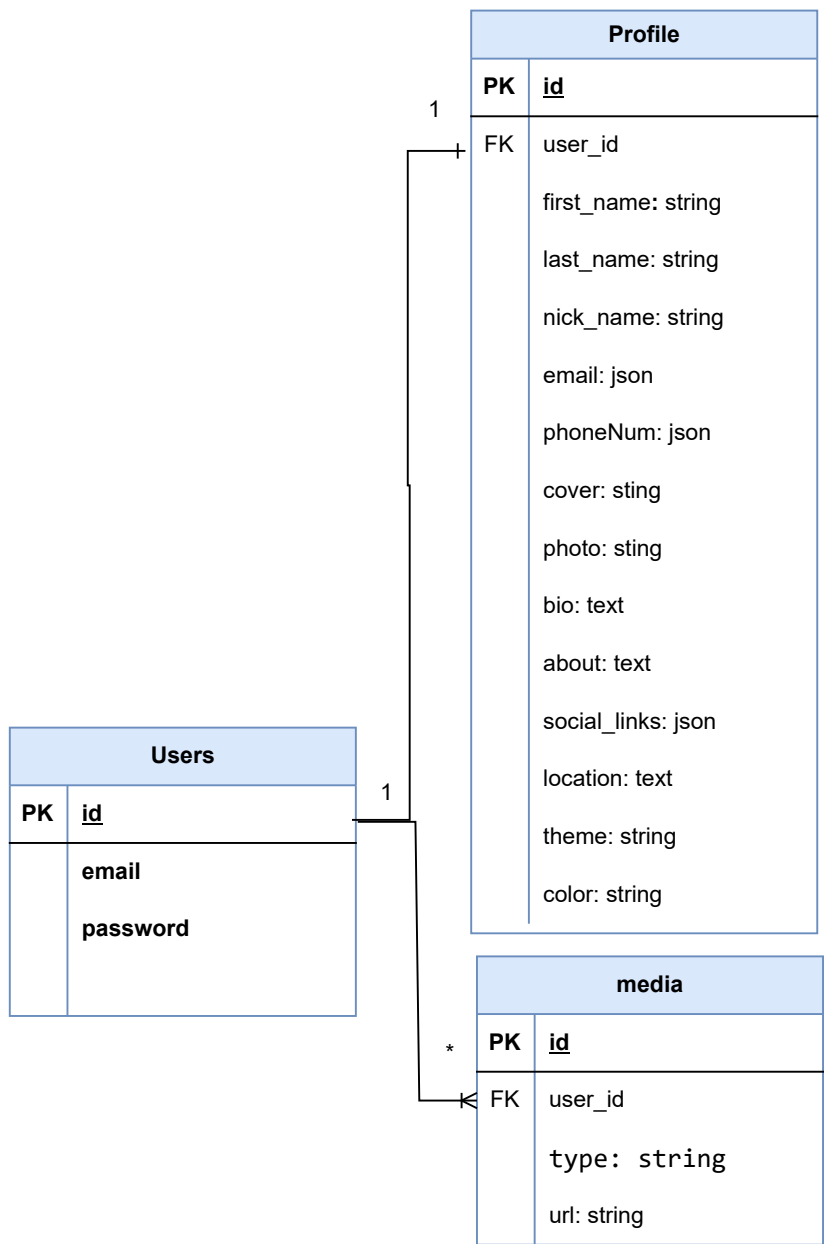 Profile
PK id
1
FK user_id
first_name: string
last_name: string
nick_name: string
email: json
phoneNum: json
cover: sting
photo: sting
bio: text
about: text
social_links: json
location: text
theme: string
color: string
Users
PK id
1
email
password
media
PK id
*
FK user_id
type: string
url: string